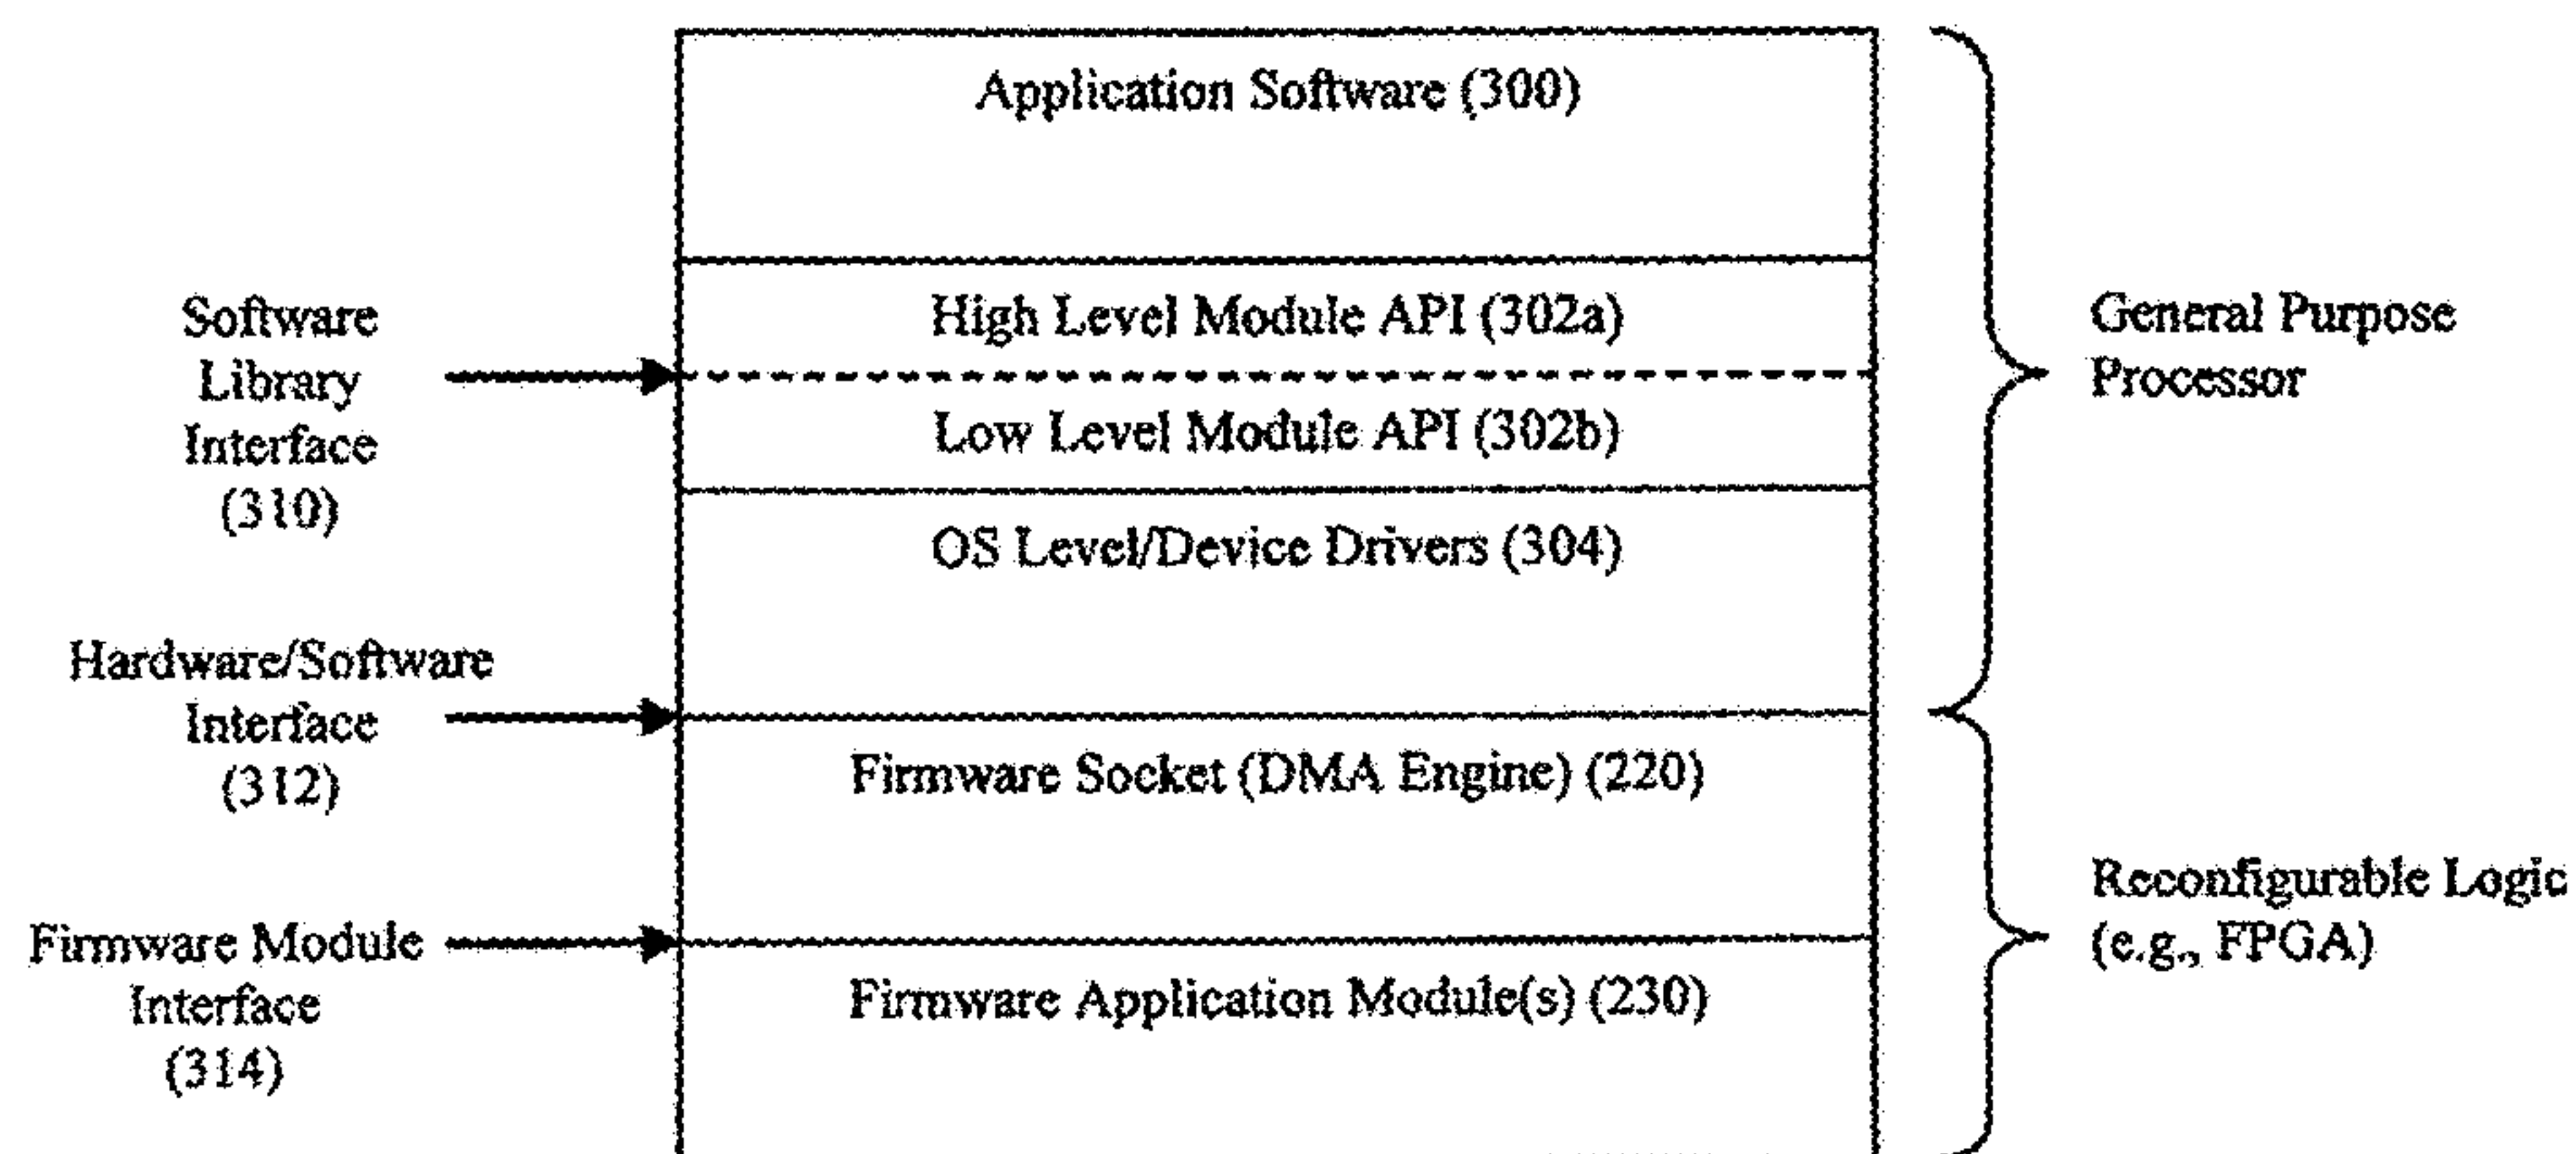 Application Software (300)
Software
Library
Interface
(310)
High Level Module API (302a)
Low Level Module API (302b)
General Purpose
Processor
OS Level/Device Drivers (304)
Hardware/Software
Interface
(312)
Firmware Socket (DMA Engine) (220)
Reconfigurable Logic
(e.g., FPGA)
Firmware Module
Interface
(314)
Firmware Application Module(s) (230)